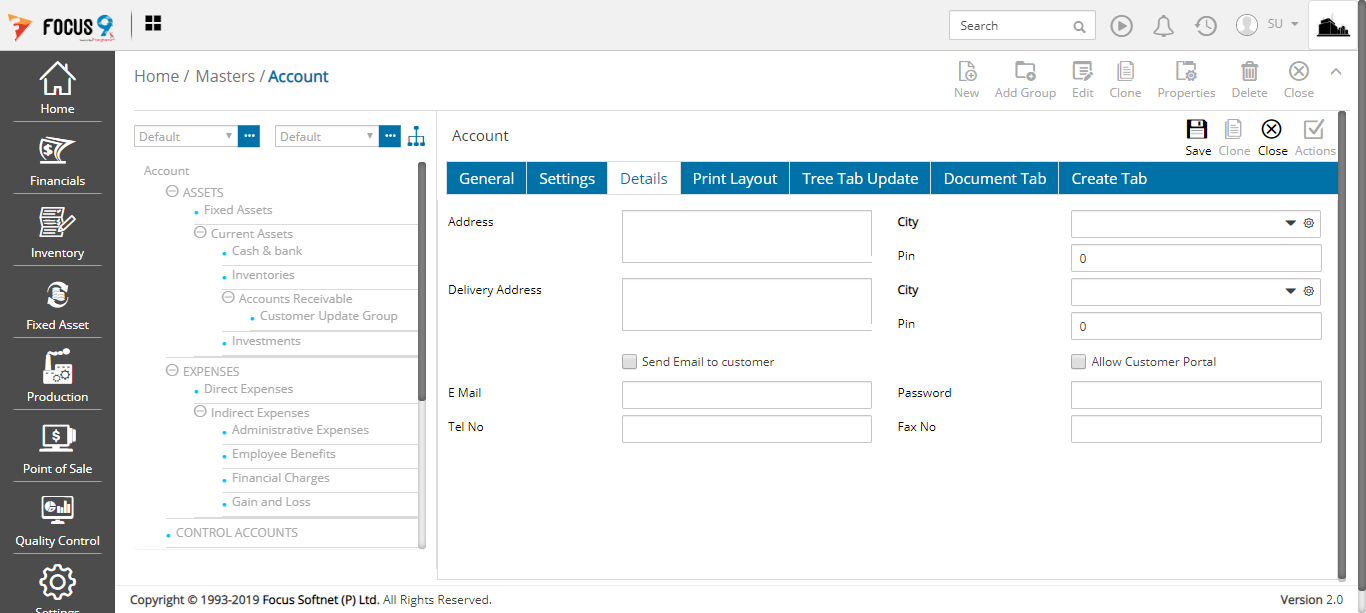 FOCUS 9
Search
SU
Home
Financials
Inventory
Fixed Asset
Production
Point of Sale
Quality Control
Settings
Home / Masters / Account
New
Add Group
Edit
Clone
Properties
Delete
Close
Default
Default
Account
ASSETS
Fixed Assets
Current Assets
Cash & bank
Inventories
Accounts Receivable
Customer Update Group
Investments
EXPENSES
Direct Expenses
Indirect Expenses
Administrative Expenses
Employee Benefits
Financial Charges
Gain and Loss
CONTROL ACCOUNTS
Account
Save
Clone
Close
Actions
General
Settings
Details
Print Layout
Tree Tab Update
Document Tab
Create Tab
Address
City
Pin
0
Delivery Address
City
Pin
0
Send Email to customer
Allow Customer Portal
E Mail
Password
Tel No
Fax No
Copyright © 1993-2019 Focus Softnet (P) Ltd. All Rights Reserved.
Version 2.0